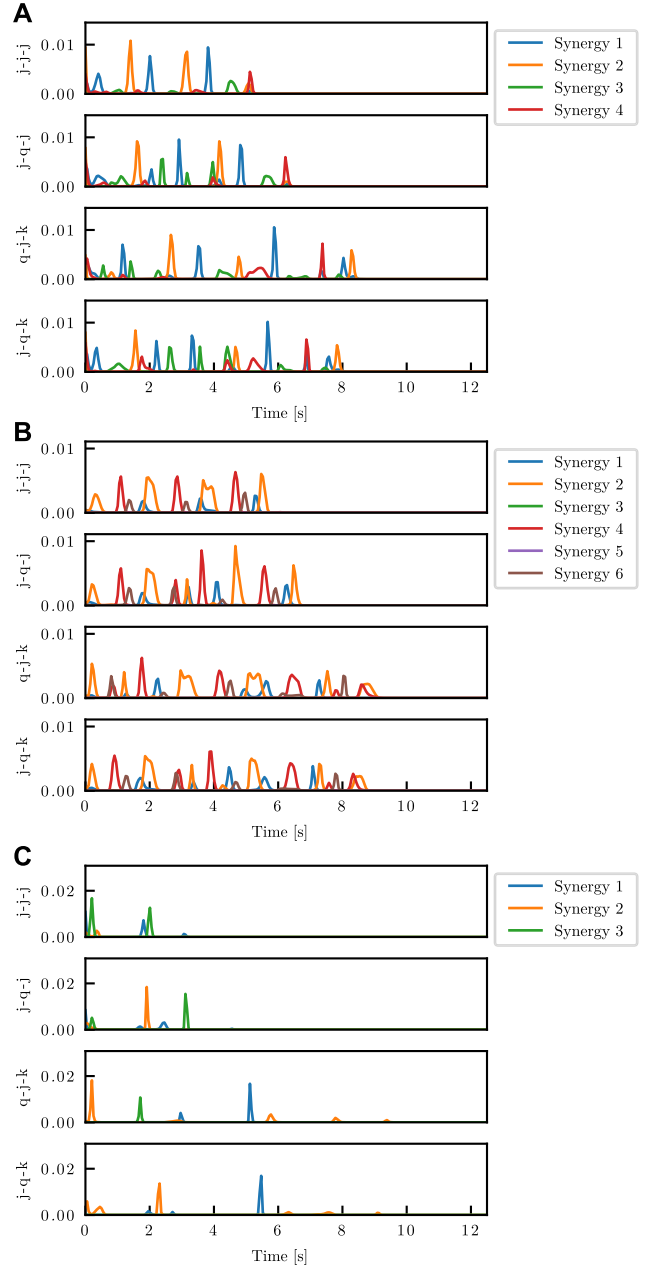 A
j-j-j
0.01
0.00
Synergy 1
Synergy 2
Synergy 3
Synergy 4
j-q-j
0.01
0.00
q-j-k
0.01
0.00
j-q-k
0.01
0.00
0 2 4 6 8 10 12
Time [s]
B
j-j-j
0.01
0.00
Synergy 1
Synergy 2
Synergy 3
Synergy 4
Synergy 5
Synergy 6
j-q-j
0.01
0.00
q-j-k
0.01
0.00
j-q-k
0.01
0.00
0 2 4 6 8 10 12
Time [s]
C
j-j-j
0.02
0.00
Synergy 1
Synergy 2
Synergy 3
j-q-j
0.02
0.00
q-j-k
0.02
0.00
j-q-k
0.02
0.00
0 2 4 6 8 10 12
Time [s]